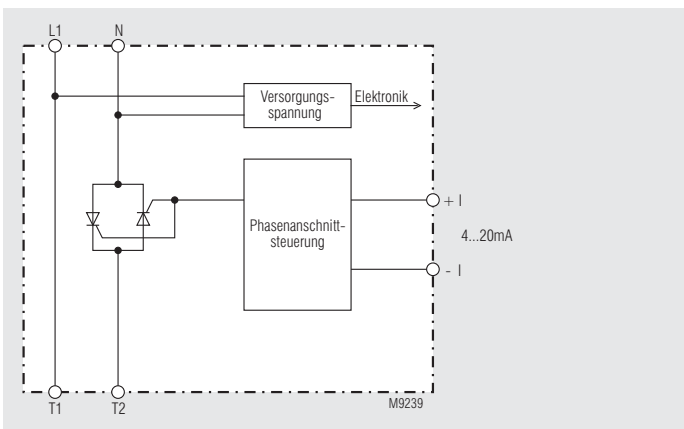 L1 N
Versorgungs-
spannung
Elektronik
Phasenanschnitt-
steuerung
+ I
4...20mA
- I
T1 T2
M9239